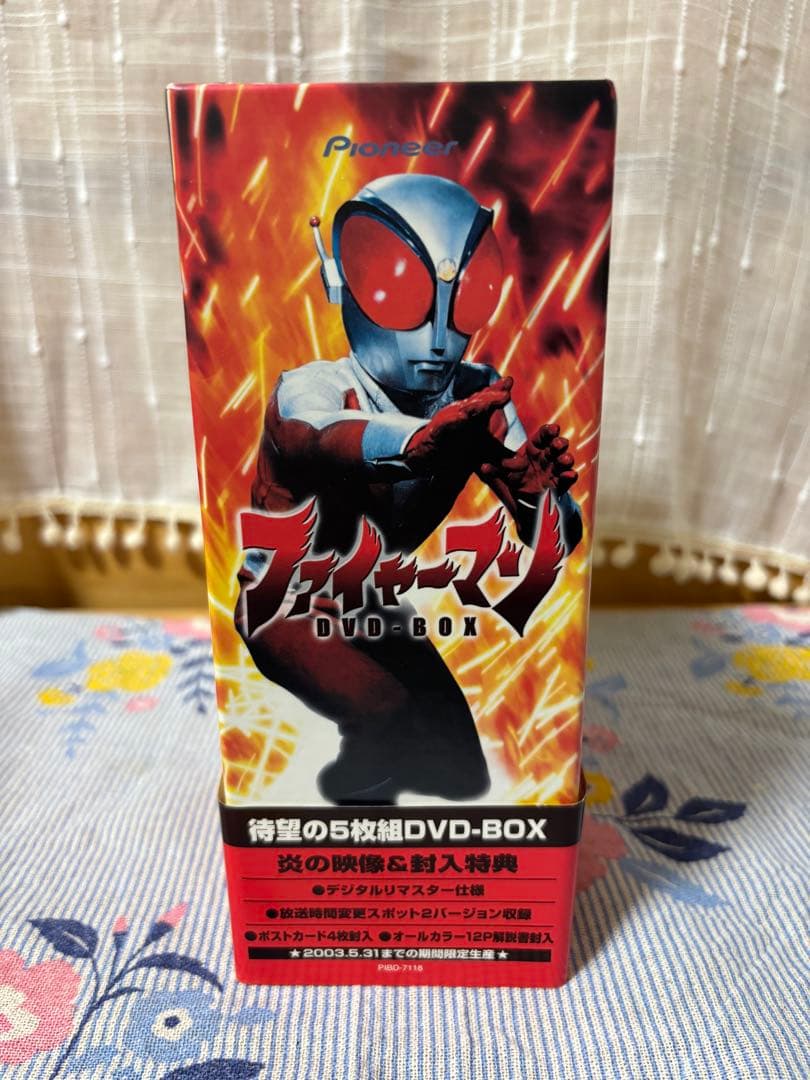 Pioneer
ファイヤーマン
DVD-BOX
待望の5枚組DVD-BOX
炎の映像&封入特典
●デジタルリマスター仕様
●放送時間変更スポット2バージョン収録
●ポストカード4枚封入 ●オールカラー12P解説書封入
★2003.5.31までの期間限定生産★
PIBD-7116